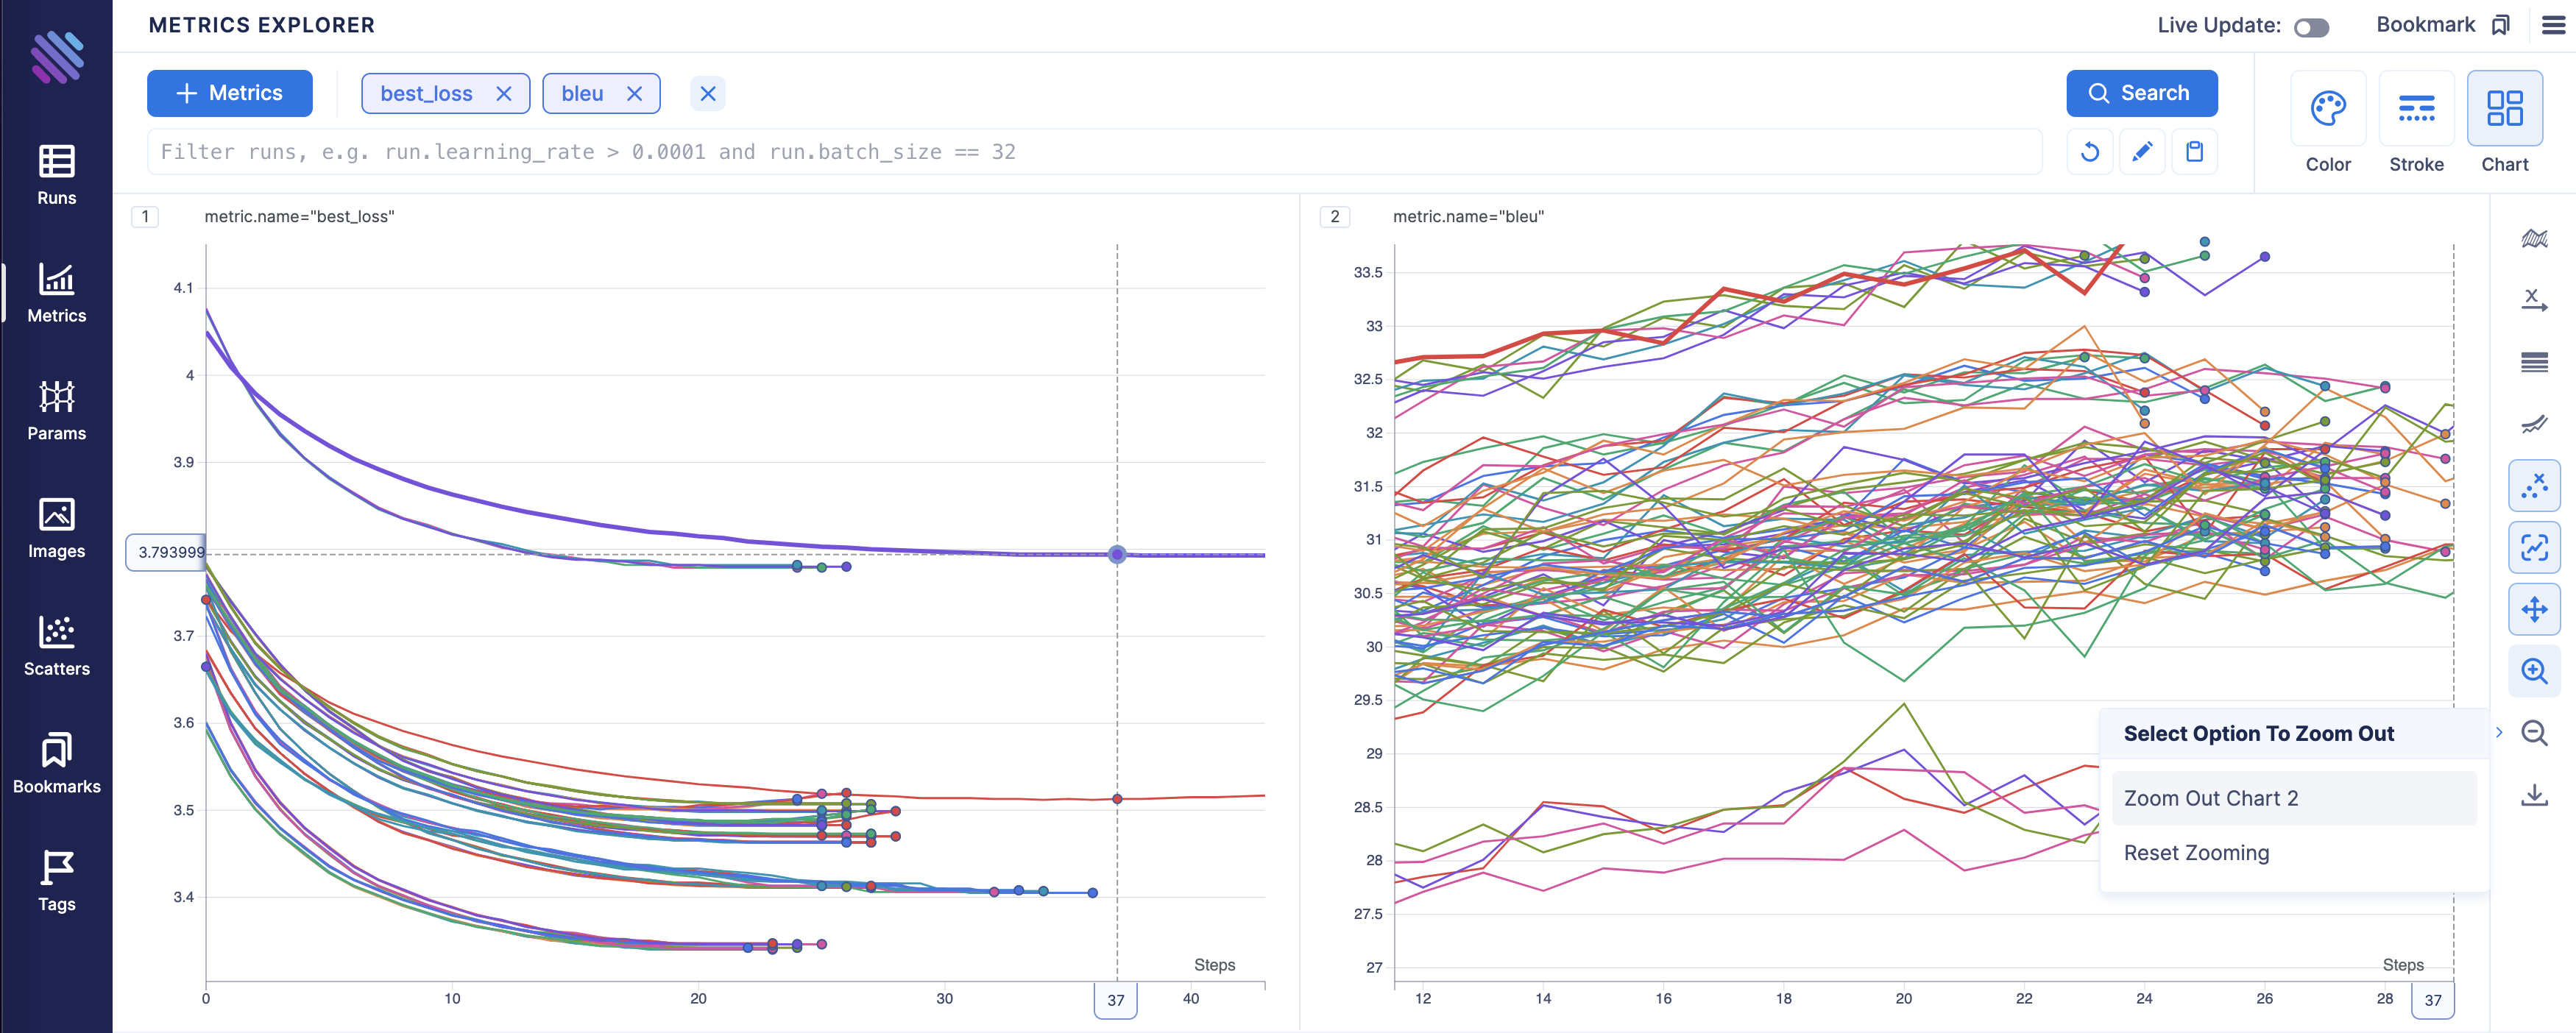 METRICS EXPLORER
Live Update:
Bookmark
Metrics
best_loss
bleu
Search
Filter runs, e.g. run.learning_rate > 0.0001 and run.batch_size == 32
Color
Stroke
Chart
Runs
Metrics
Params
Images
Scatters
Bookmarks
Tags
1
metric.name="best_loss"
4.1
4
3.9
3.793999
3.7
3.6
3.5
3.4
Steps
0
10
20
30
37
40
2
metric.name="bleu"
33.5
33
32.5
32
31.5
31
30.5
30
29.5
29
28.5
28
27.5
27
Steps
12
14
16
18
20
22
24
26
28
37
X
Select Option To Zoom Out
Zoom Out Chart 2
Reset Zooming